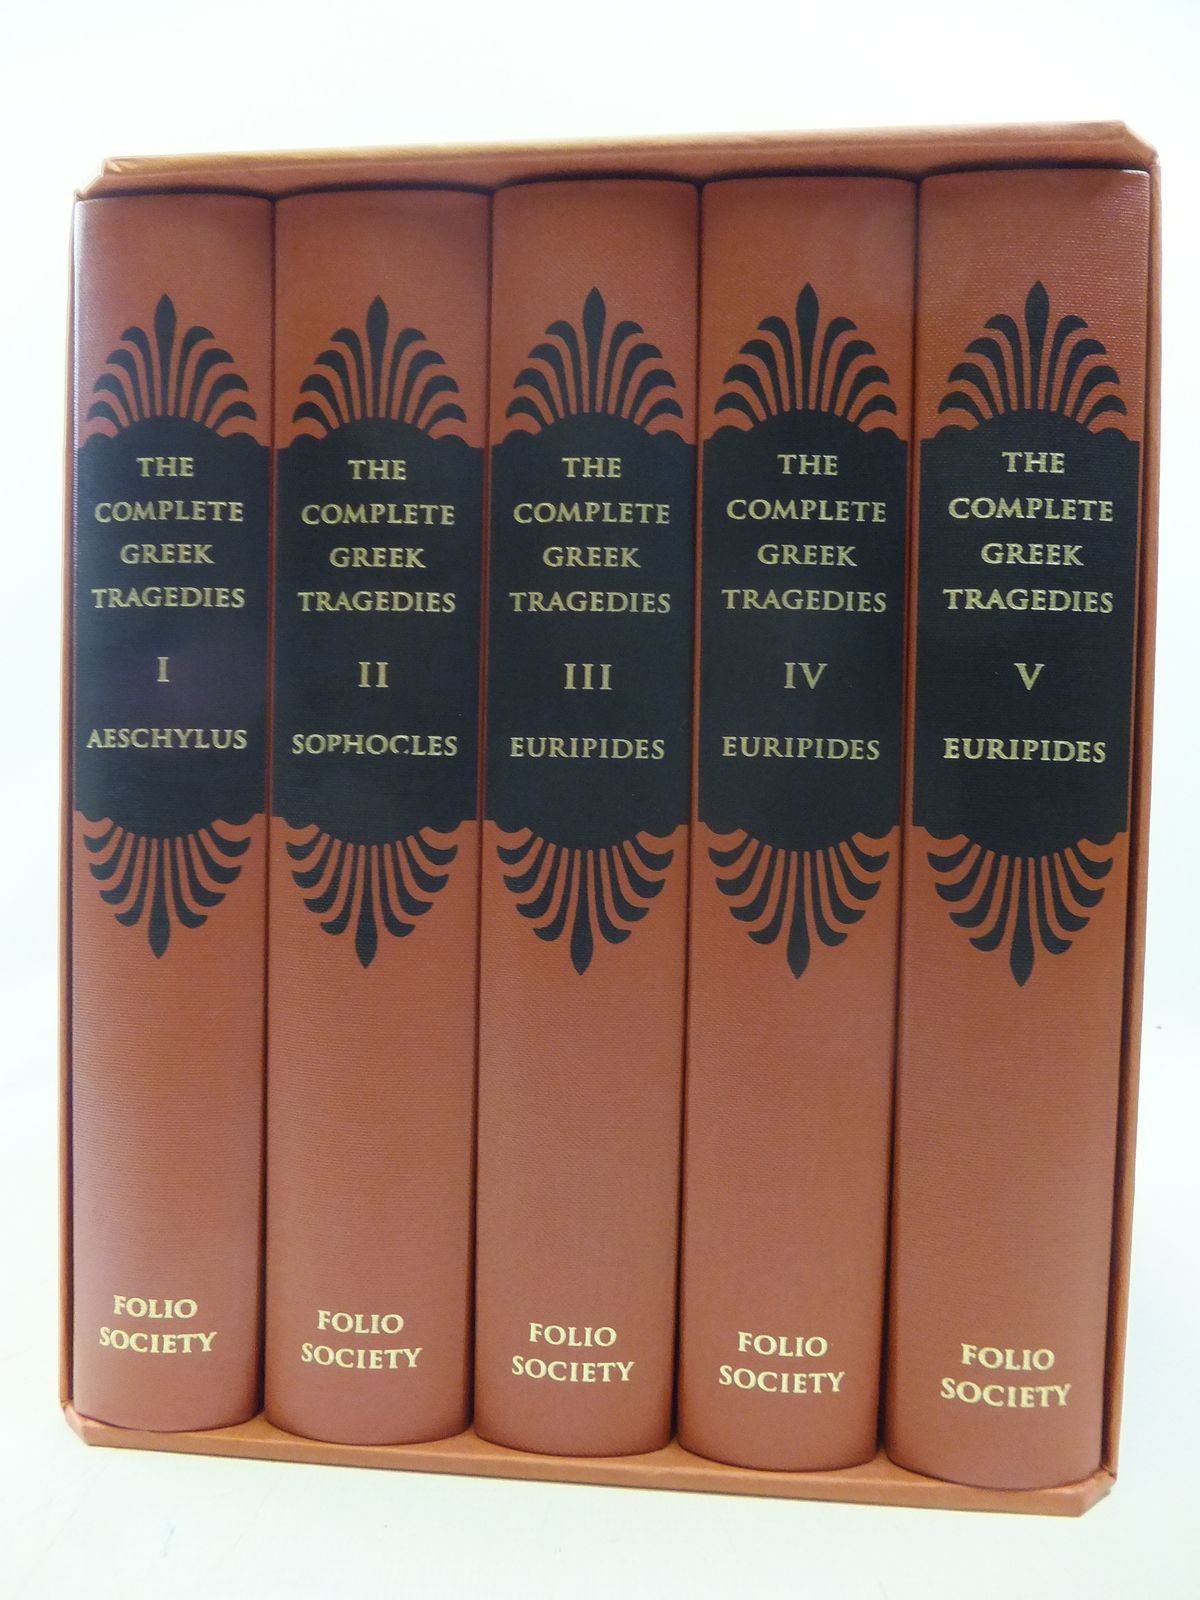 THE
COMPLETE
GREEK
TRAGEDIES
I
AESCHYLUS
FOLIO
SOCIETY
THE
COMPLETE
GREEK
TRAGEDIES
II
SOPHOCLES
FOLIO
SOCIETY
THE
COMPLETE
GREEK
TRAGEDIES
III
EURIPIDES
FOLIO
SOCIETY
THE
COMPLETE
GREEK
TRAGEDIES
IV
EURIPIDES
FOLIO
SOCIETY
THE
COMPLETE
GREEK
TRAGEDIES
V
EURIPIDES
FOLIO
SOCIETY